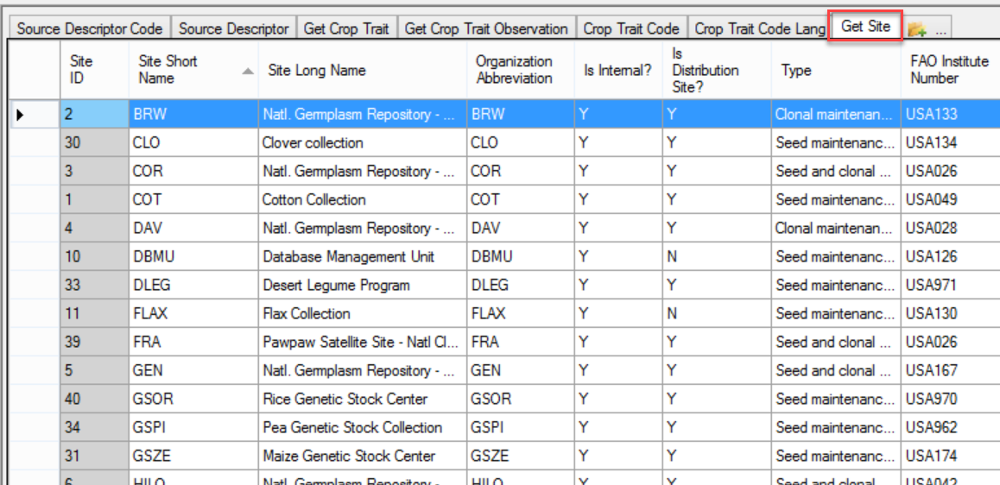 Source Descriptor Code Source Descriptor Get Crop Trait Get Crop Trait Observation Crop Trait Code Crop Trait Code Lang Get Site ...
Site ID Site Short Name Site Long Name Organization Abbreviation Is Internal? Is Distribution Site? Type FAO Institute Number
2 BRW Natl. Germplasm Repository - ... BRW Y Y Clonal maintenan... USA133
30 CLO Clover collection CLO Y Y Seed maintenanc... USA134
3 COR Natl. Germplasm Repository - ... COR Y Y Seed and clonal ... USA026
1 COT Cotton Collection COT Y Y Seed maintenanc... USA049
4 DAV Natl. Germplasm Repository - ... DAV Y Y Clonal maintenan... USA028
10 DBMU Database Management Unit DBMU Y N Seed maintenanc... USA126
33 DLEG Desert Legume Program DLEG Y Y Seed maintenanc... USA971
11 FLAX Flax Collection FLAX Y N Seed maintenanc... USA130
39 FRA Pawpaw Satellite Site - Natl Cl... FRA Y Y Seed and clonal ... USA026
5 GEN Natl. Germplasm Repository - ... GEN Y Y Seed and clonal ... USA167
40 GSOR Rice Genetic Stock Center GSOR Y Y Seed maintenanc... USA970
34 GSPI Pea Genetic Stock Collection GSPI Y Y Seed maintenanc... USA962
31 GSZE Maize Genetic Stock Center GSZE Y Y Seed maintenanc... USA174
6 HILO Natl. Germplasm Repository - HILO Y Y Seed and clonal USA042